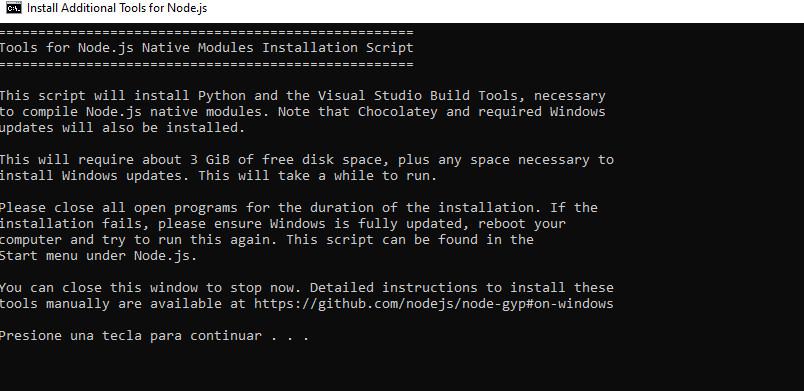 Install Additional Tools for Node.js
====================================================
Tools for Node.js Native Modules Installation Script
====================================================
This script will install Python and the Visual Studio Build Tools, necessary
to compile Node.js native modules. Note that Chocolatey and required Windows
updates will also be installed.
This will require about 3 GiB of free disk space, plus any space necessary to
install Windows updates. This will take a while to run.
Please close all open programs for the duration of the installation. If the
installation fails, please ensure Windows is fully updated, reboot your
computer and try to run this again. This script can be found in the
Start menu under Node.js.
You can close this window to stop now. Detailed instructions to install these
tools manually are available at https://github.com/nodejs/node-gyp#on-windows
Presione una tecla para continuar . . .